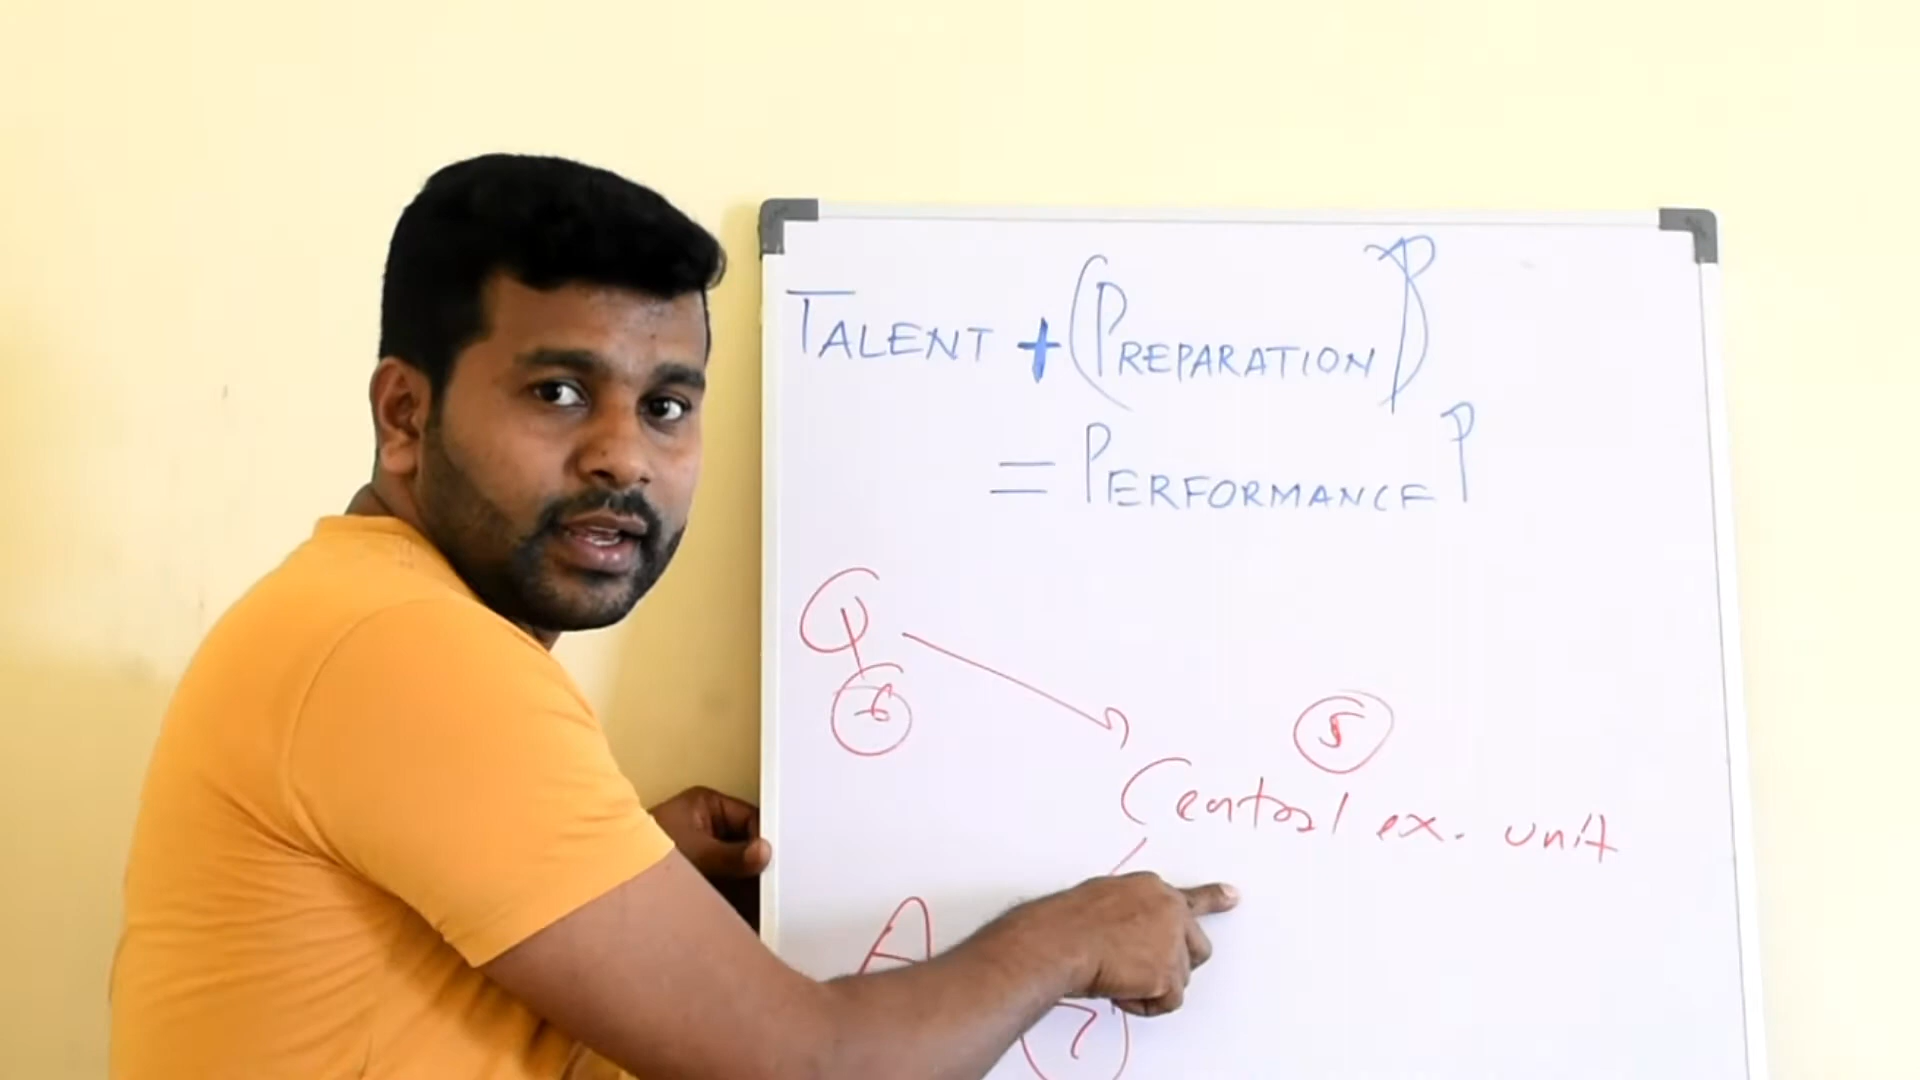 TALENT + (PREPARATION)P
= PERFORMANCE P
Q
6
5
Central ex. unit
A
7